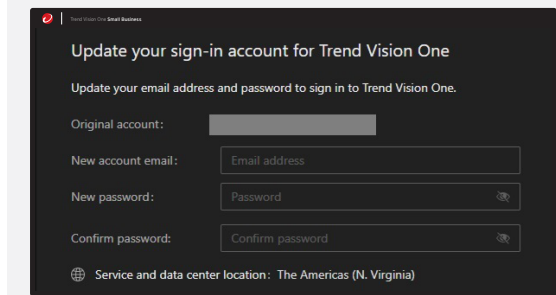 Trend Vision One Small Business
Update your sign-in account for Trend Vision One
Update your email address and password to sign in to Trend Vision One.
Original account:
New account email: Email address
New password: Password
Confirm password: Confirm password
Service and data center location: The Americas (N. Virginia)